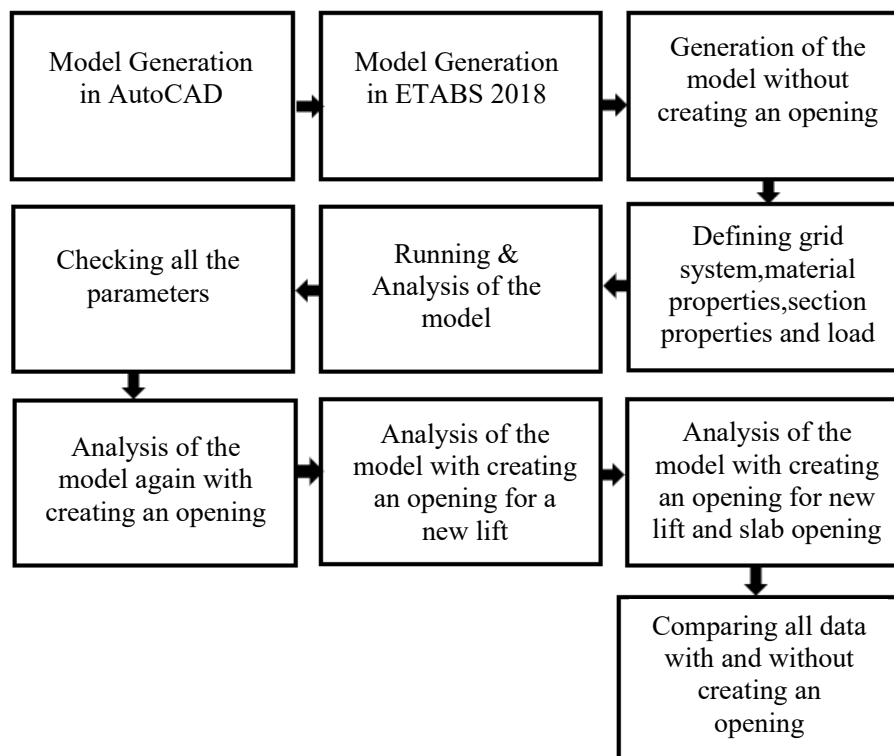 Model Generation
in AutoCAD
Model Generation
in ETABS 2018
Generation of the
model without
creating an opening
Defining grid
system,material
properties,section
properties and load
Running &
Analysis of the
model
Checking all the
parameters
Analysis of the
model again with
creating an opening
Analysis of the
model with creating
an opening for a
new lift
Analysis of the
model with creating
an opening for new
lift and slab opening
Comparing all data
with and without
creating an
opening